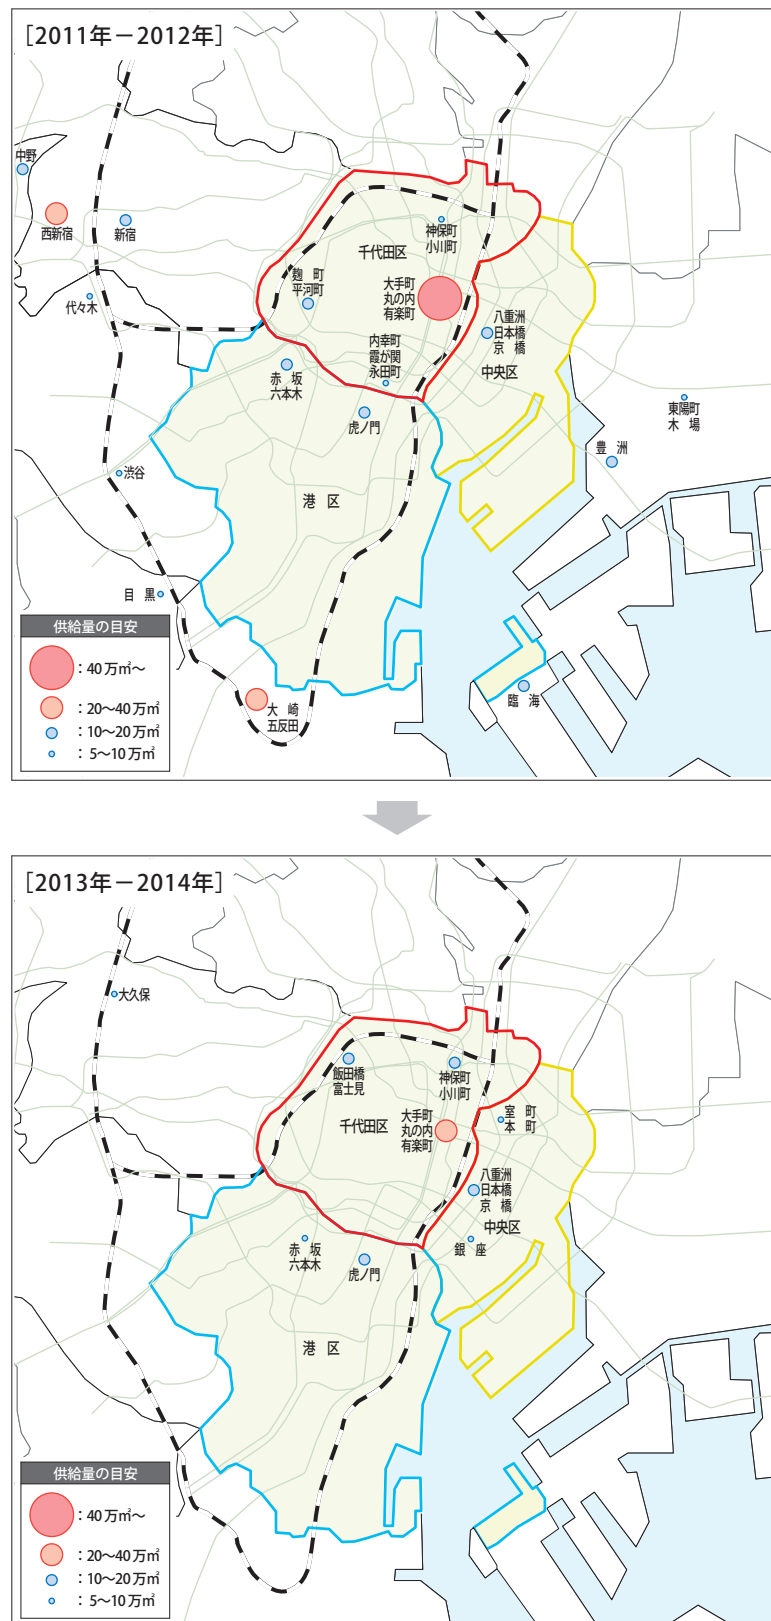 [2011年－2012年]
中野
西新宿
新宿
代々木
神保町
小川町
千代田区
麹　町
平河町
大手町
丸の内
有楽町
八重洲
日本橋
京　橋
内幸町
霞が関
永田町
中央区
赤　坂
六本木
虎ノ門
東陽町
木　場
豊　洲
渋谷
港　区
目　黒
大　崎
五反田
臨　海
供給量の目安
：40万㎡～
：20～40万㎡
：10～20万㎡
：5～10万㎡
[2013年－2014年]
大久保
飯田橋
富士見
神保町
小川町
千代田区
大手町
丸の内
有楽町
室　町
本　町
八重洲
日本橋
京　橋
中央区
銀　座
赤　坂
六本木
虎ノ門
港　区
供給量の目安
：40万㎡～
：20～40万㎡
：10～20万㎡
：5～10万㎡